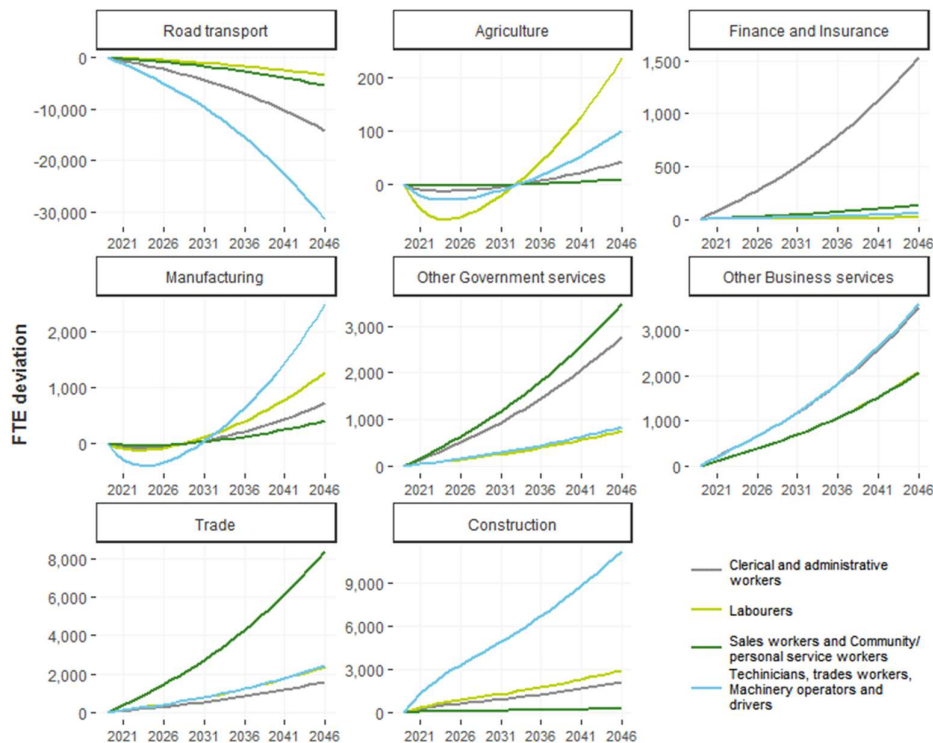 Road transport
Agriculture
Finance and Insurance
0
-10,000
-20,000
-30,000
2021 2026 2031 2036 2041 2046
200
100
0
2021 2026 2031 2036 2041 2046
1,500
1,000
500
0
2021 2026 2031 2036 2041 2046
Manufacturing
Other Government services
Other Business services
FTE deviation
2,000
1,000
0
2021 2026 2031 2036 2041 2046
3,000
2,000
1,000
0
2021 2026 2031 2036 2041 2046
3,000
2,000
1,000
0
2021 2026 2031 2036 2041 2046
Trade
Construction
8,000
6,000
4,000
2,000
0
2021 2026 2031 2036 2041 2046
9,000
6,000
3,000
0
2021 2026 2031 2036 2041 2046
Clerical and administrative
workers
Labourers
Sales workers and Community/
personal service workers
Techinicians, trades workers,
Machinery operators and
drivers